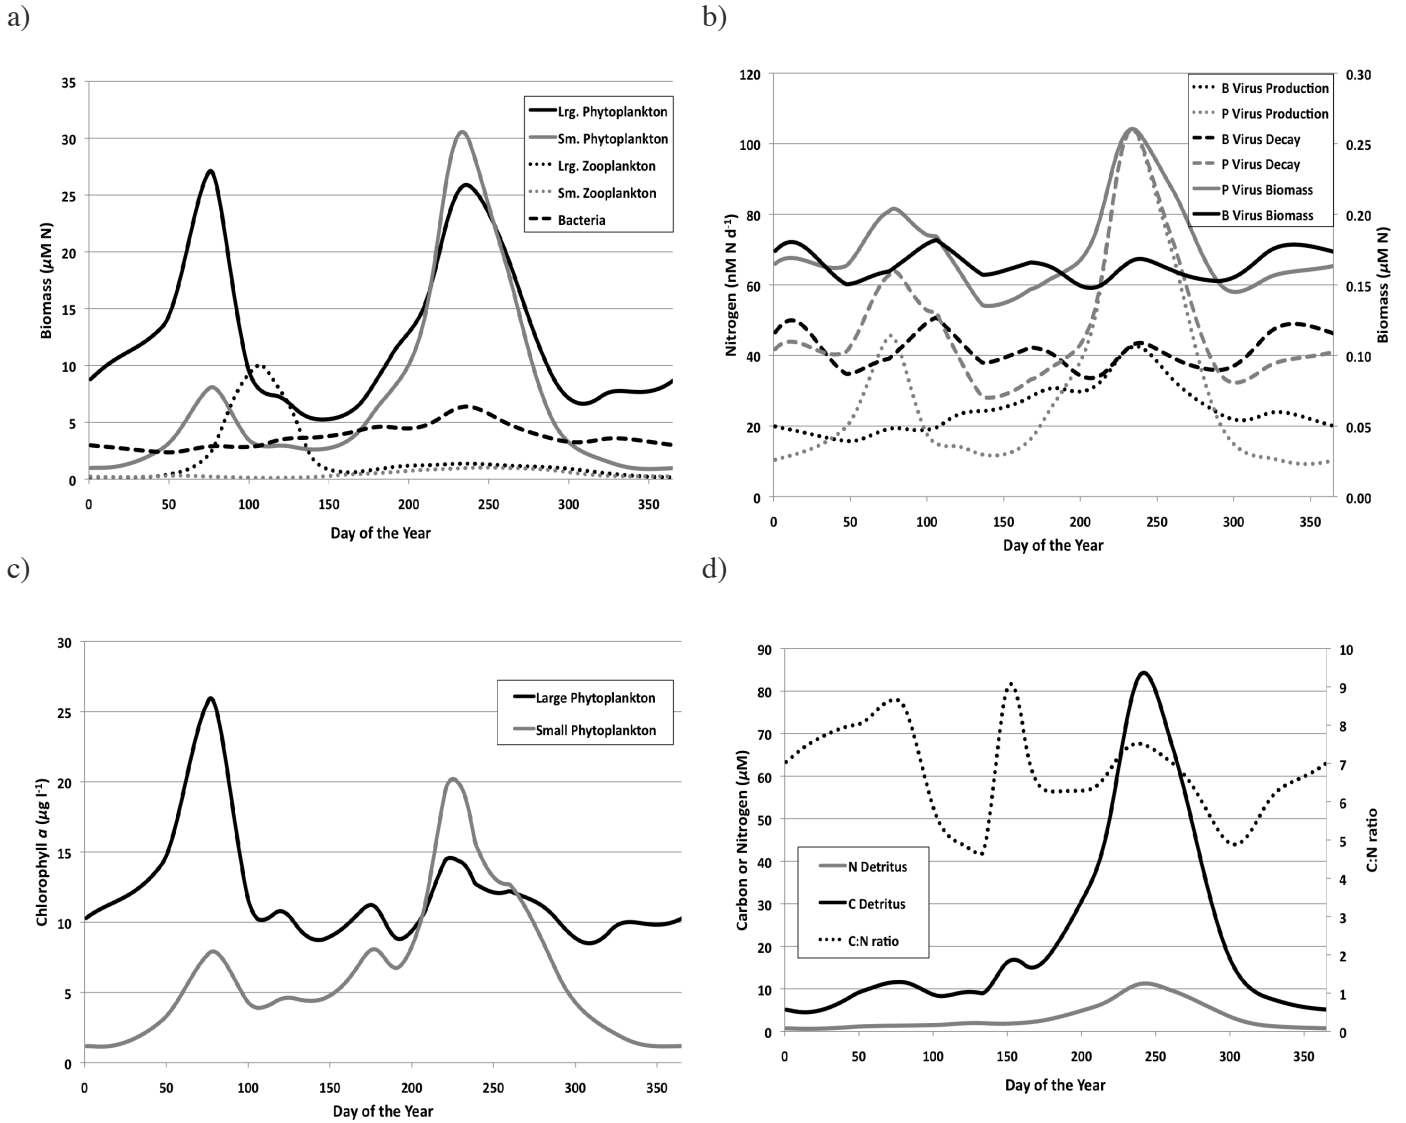 a)
35
30
25
20
15
10
5
0
Biomass (µM N)
0 50 100 150 200 250 300 350
Day of the Year
Lrg. Phytoplankton
Sm. Phytoplankton
Lrg. Zooplankton
Sm. Zooplankton
Bacteria
b)
120
100
80
60
40
20
0
Nitrogen (nM N d⁻¹)
0.30
0.25
0.20
0.15
0.10
0.05
0.00
Biomass (µM N)
0 50 100 150 200 250 300 350
Day of the Year
B Virus Production
P Virus Production
B Virus Decay
P Virus Decay
P Virus Biomass
B Virus Biomass
c)
30
25
20
15
10
5
0
Chlorophyll a (µg l⁻¹)
0 50 100 150 200 250 300 350
Day of the Year
Large Phytoplankton
Small Phytoplankton
d)
90
80
70
60
50
40
30
20
10
0
Carbon or Nitrogen (µM)
10
9
8
7
6
5
4
3
2
1
0
C:N ratio
0 50 100 150 200 250 300 350
Day of the Year
N Detritus
C Detritus
C:N ratio